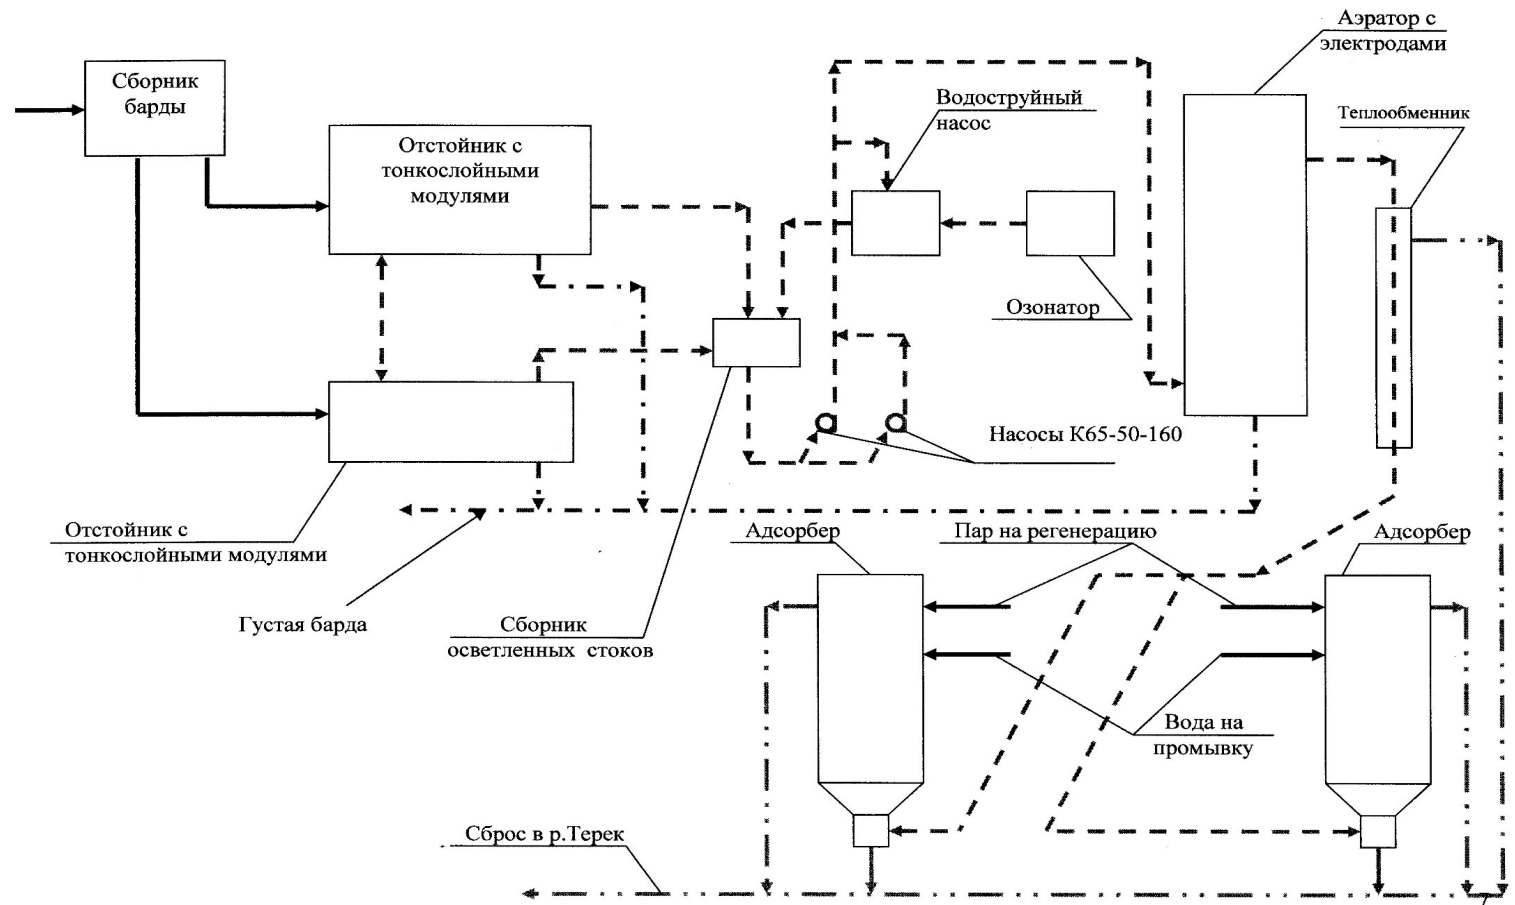 Аэратор с
электродами
Сборник
барды
Водоструйный
насос
Теплообменник
Отстойник с
тонкослойными
модулями
Озонатор
Насосы К65-50-160
Отстойник с
тонкослойными модулями
Адсорбер
Пар на регенерацию
Адсорбер
Густая барда
Сборник
осветленных стоков
Вода на
промывку
Сброс в р.Терек